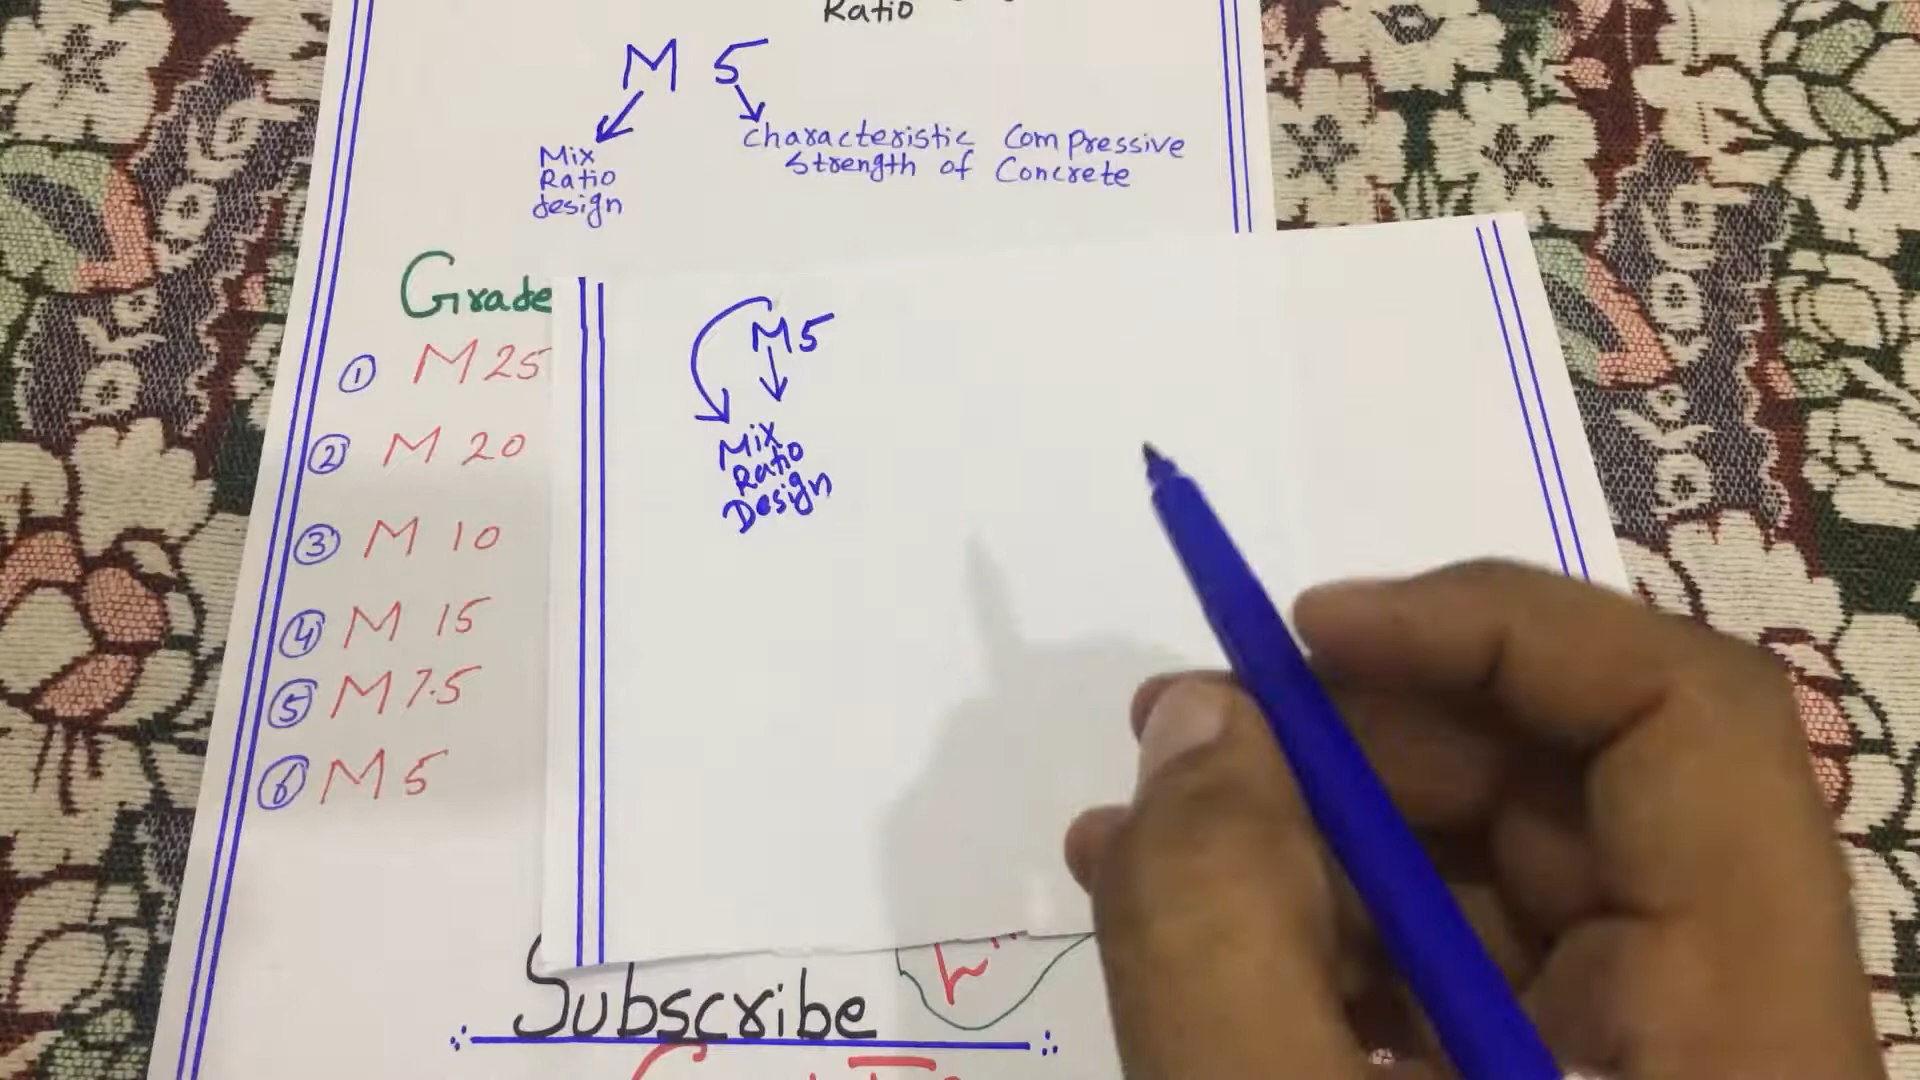 Ratio
M 5
Mix
Ratio
design
Characteristic Compressive
Strength of Concrete
Grade
① M 25
② M 20
③ M 10
④ M 15
⑤ M 7.5
⑥ M 5
M5
Mix
Ratio
Design
Subscribe